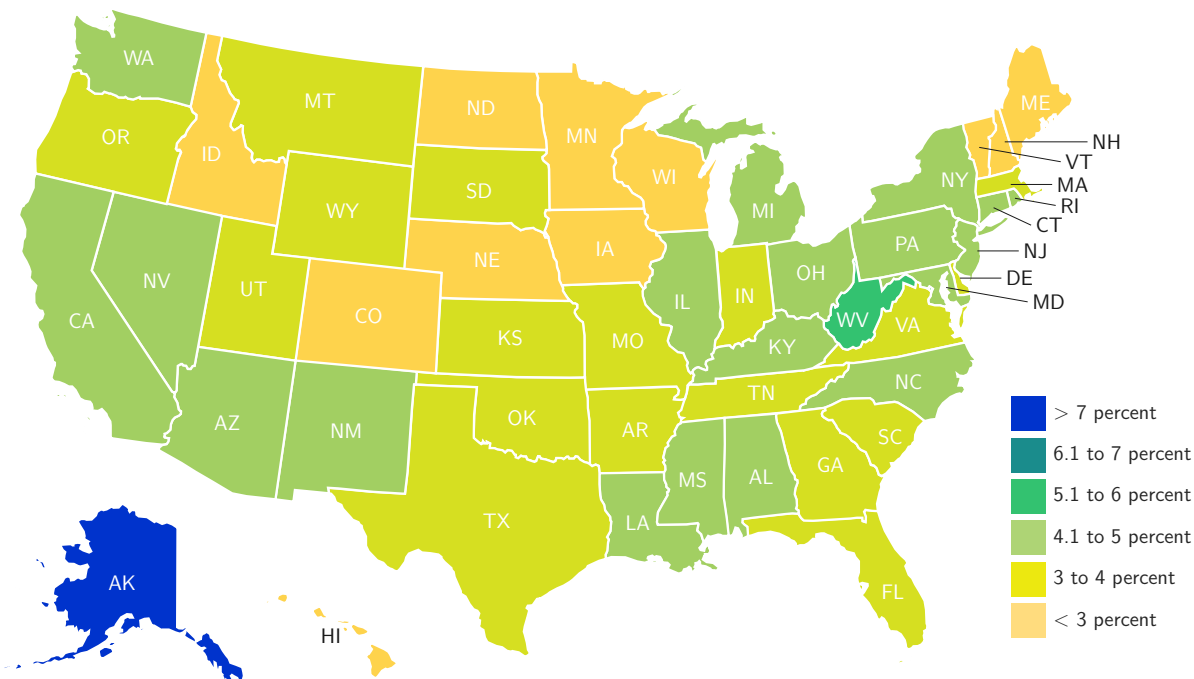 WA
MT
ND
MN
ME
OR
ID
NH
VT
WI
NY
MA
SD
RI
WY
MI
CT
PA
NJ
NE
IA
OH
DE
NV
UT
IL
IN
MD
CO
WV
VA
CA
KS
MO
KY
NC
TN
OK
AZ
NM
AR
SC
> 7 percent
GA
6.1 to 7 percent
MS
AL
5.1 to 6 percent
TX
LA
4.1 to 5 percent
AK
3 to 4 percent
FL
HI
< 3 percent